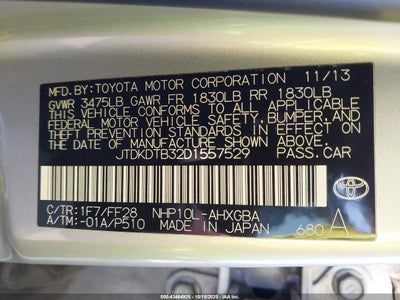 MFD.BY:TOYOTA MOTOR CORPORATION 11/13
GVWR 3475LB GAWR FR 1830LB RR 1830LB
THIS VEHICLE CONFORMS TO ALL APPLICABLE
FEDERAL MOTOR VEHICLE SAFETY, BUMPER, AND
THEFT PREVENTION STANDARDS IN EFFECT ON
THE DATE OF MANUFACTURE SHOWN ABOVE.
JTDKDTB32D1557529 PASS.CAR
C/TR:1F7/FF28 NHP10L-AHXGBA
A/TM:-01A/P510 MADE IN JAPAN 680 A
TOYOTA